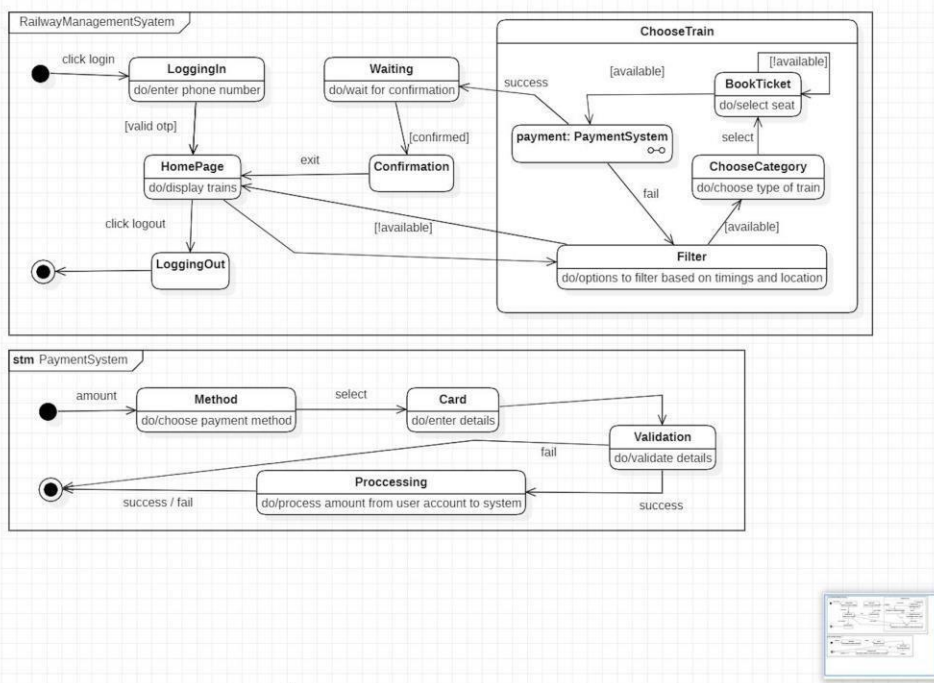 RailwayManagementSystem
ChooseTrain
click login
LoggingIn
do/enter phone number
Waiting
do/wait for confirmation
success
[available]
[!available]
BookTicket
do/select seat
[valid otp]
[confirmed]
payment: PaymentSystem
select
HomePage
do/display trains
exit
Confirmation
ChooseCategory
do/choose type of train
fail
click logout
[!available]
[available]
LoggingOut
Filter
do/options to filter based on timings and location
stm PaymentSystem
amount
Method
do/choose payment method
select
Card
do/enter details
Validation
do/validate details
fail
Proccessing
do/process amount from user account to system
success / fail
success